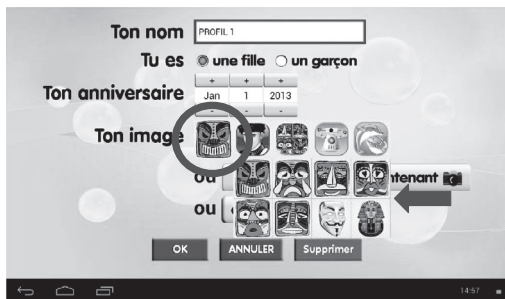 Ton nom PROFIL 1
Tu es une fille un garçon
Ton anniversaire + + +
Jan 1 2013
- - -
Ton image
ou ntenant
ou
OK ANNULER Supprimer
14:57